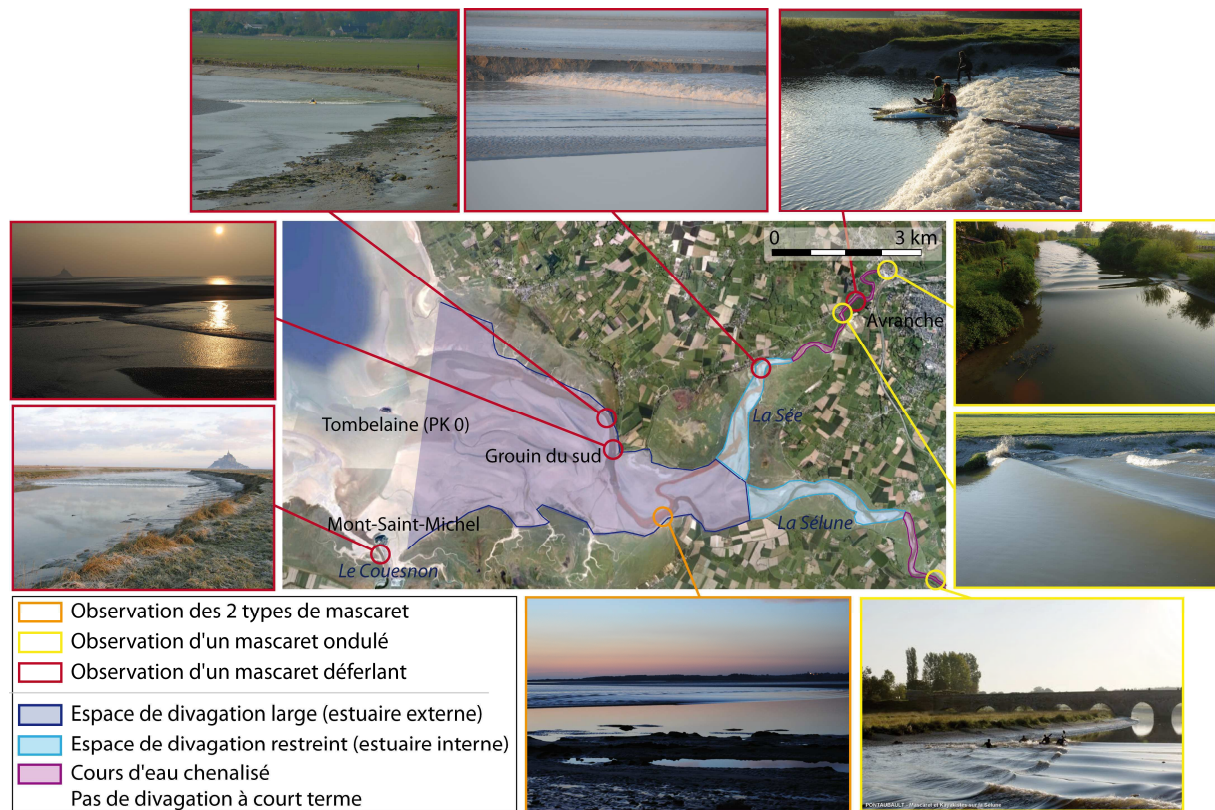 0 3 km
Avranche
La Sée
Tombelaine (PK 0)
Grouin du sud
Mont-Saint-Michel
La Sélune
Le Couesnon
Observation des 2 types de mascaret
Observation d'un mascaret ondulé
Observation d'un mascaret déferlant
Espace de divagation large (estuaire externe)
Espace de divagation restreint (estuaire interne)
Cours d'eau chenalisé
Pas de divagation à court terme
PONTAUBAULT - Mascaret et Kayakistes sur la Sélune